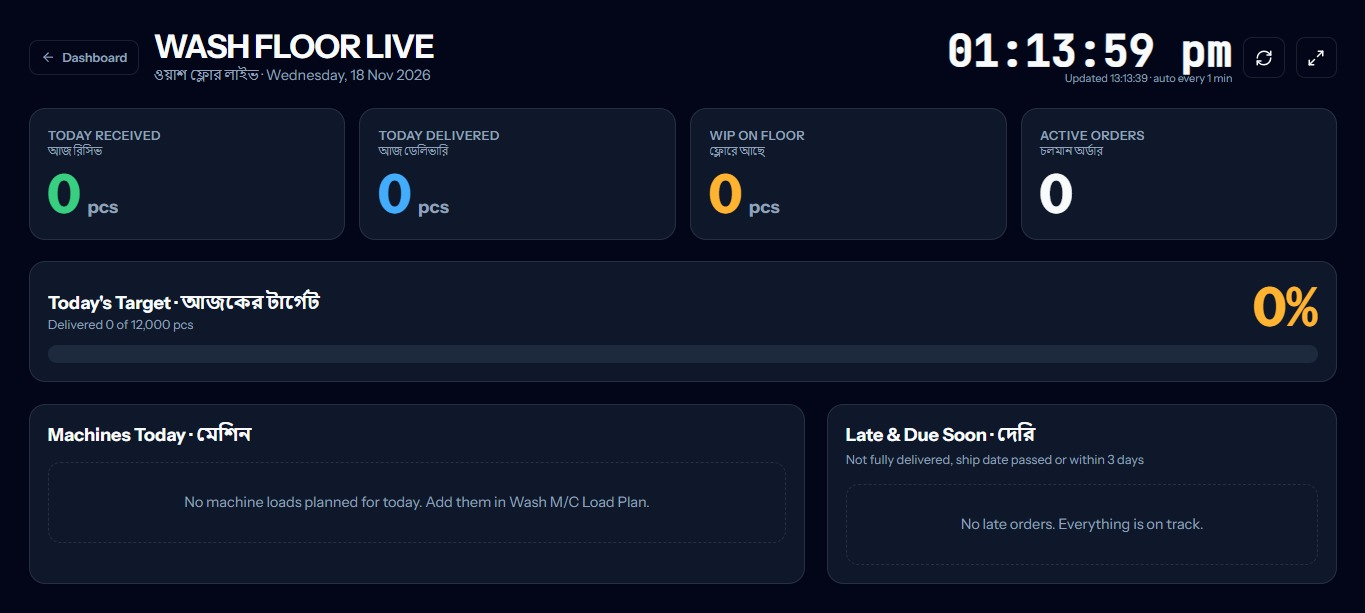 ← Dashboard
WASH FLOOR LIVE
ওয়াশ ফ্লোর লাইভ · Wednesday, 18 Nov 2026
01:13:59 pm
Updated 13:13:39 · auto every 1 min
TODAY RECEIVED
আজ রিসিভ
0 pcs
TODAY DELIVERED
আজ ডেলিভারি
0 pcs
WIP ON FLOOR
ফ্লোরে আছে
0 pcs
ACTIVE ORDERS
চলমান অর্ডার
0
Today's Target · আজকের টার্গেট
Delivered 0 of 12,000 pcs
0%
Machines Today · মেশিন
No machine loads planned for today. Add them in Wash M/C Load Plan.
Late & Due Soon · দেরি
Not fully delivered, ship date passed or within 3 days
No late orders. Everything is on track.